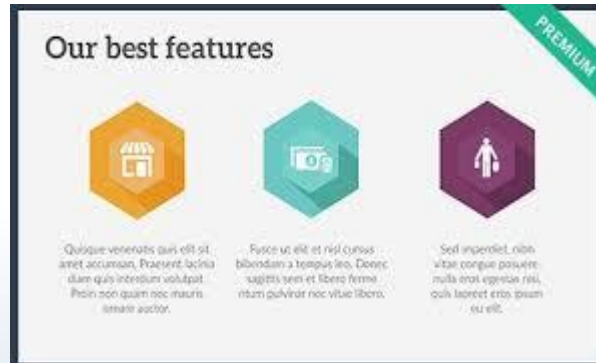 Our best features
PREMIUM
Quisque venenatis quis elit sit
amet accumsan. Praesent lacinia
diam quis interdum volutpat
Proin non quam nec mauris
ornare auctor.
Fusce ut elit et nisl cursus
bibendum a tempus leo. Donec
sagittis sem et libero ferme
ntum pulvinar nec vitae libero.
Sed imperdiet, nibh
vitae congue posuere,
nulla eros egestas nisi,
quis laoreet eros ipsum
eu elit.